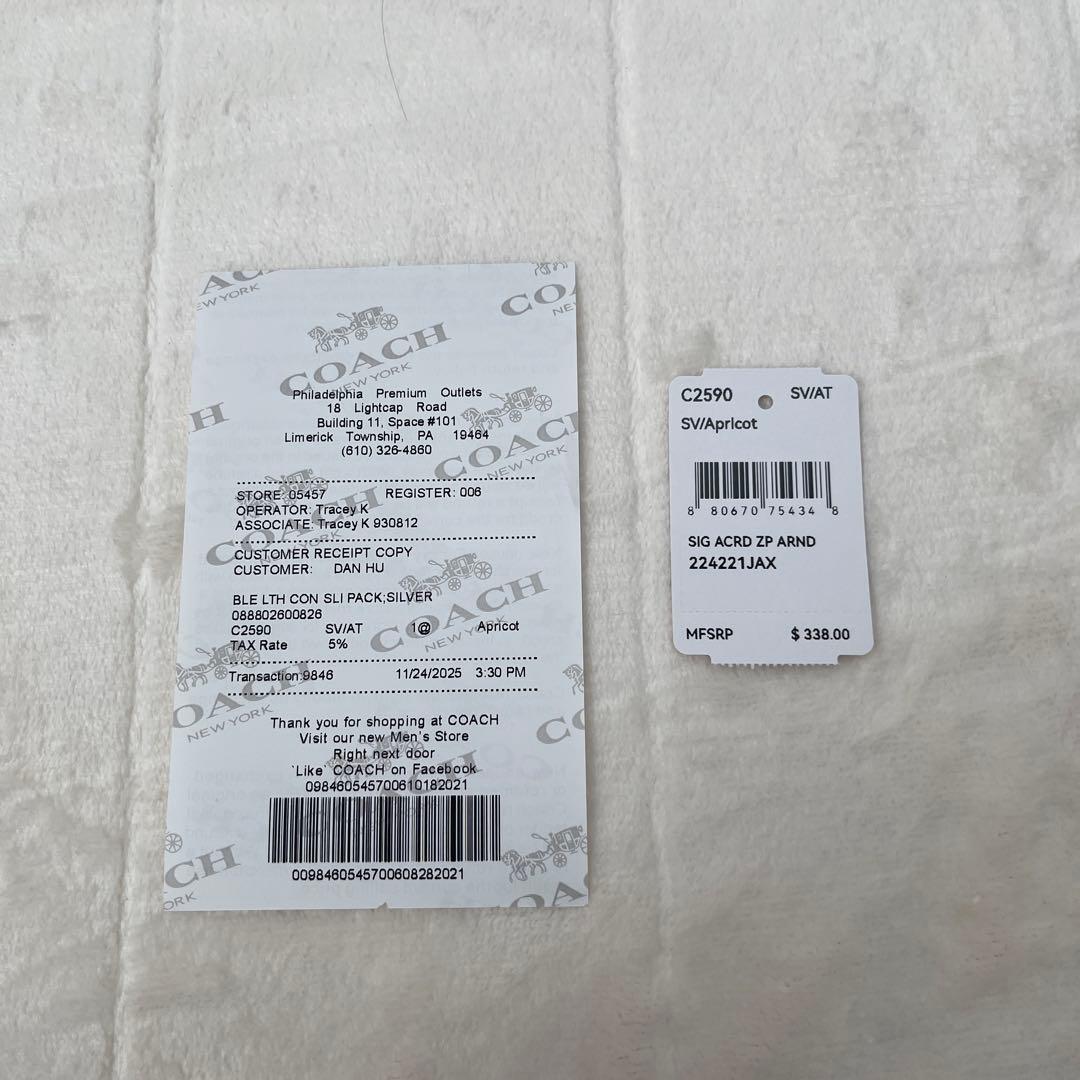 COACH
NEW YORK
Philadelphia Premium Outlets
18 Lightcap Road
Building 11, Space #101
Limerick Township, PA 19464
(610) 326-4860
STORE: 05457 REGISTER: 006
OPERATOR: Tracey K
ASSOCIATE: Tracey K 930812
CUSTOMER RECEIPT COPY
CUSTOMER: DAN HU
BLE LTH CON SLI PACK;SILVER
088802600826
C2590 SV/AT 1@ Apricot
TAX Rate 5%
Transaction:9846 11/24/2025 3:30 PM
Thank you for shopping at COACH
Visit our new Men's Store
Right next door
`Like' COACH on Facebook
098460545700610182021
0098460545700608282021
C2590 SV/AT
SV/Apricot
8 80670 75434 8
SIG ACRD ZP ARND
224221JAX
MFSRP $ 338.00